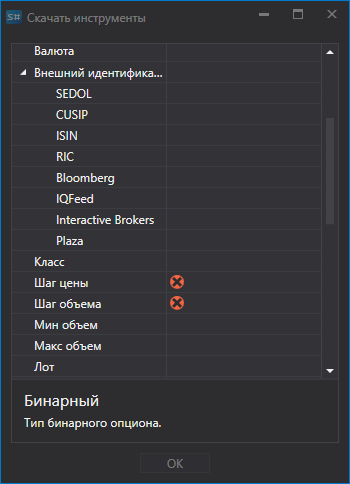 S# Скачать инструменты
Валюта
Внешний идентифика...
SEDOL
CUSIP
ISIN
RIC
Bloomberg
IQFeed
Interactive Brokers
Plaza
Класс
Шаг цены
Шаг объема
Мин объем
Макс объем
Лот
Бинарный
Тип бинарного опциона.
OK